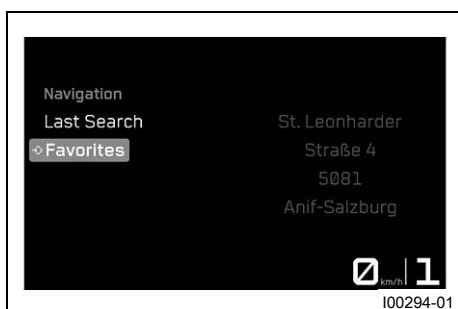 Navigation
Last Search
Favorites
St. Leonharder
Straße 4
5081
Anif-Salzburg
0 km/h 1
I00294-01